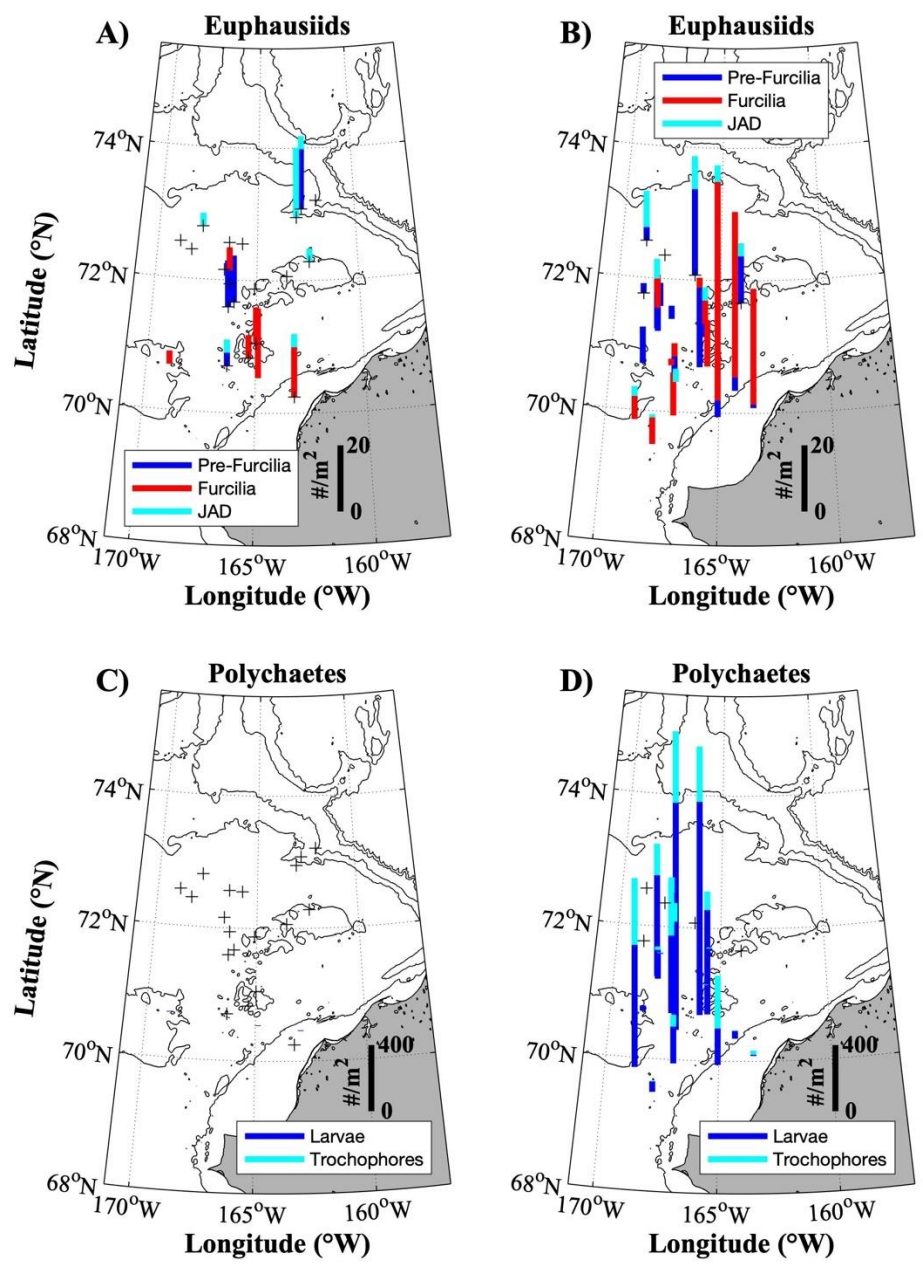 A)
Euphausiids
74°N
72°N
70°N
68°N
Latitude (°N)
Pre-Furcilia
Furcilia
JAD
#/m²
20
0
170°W
165°W
160°W
Longitude (°W)
B)
Euphausiids
Pre-Furcilia
Furcilia
JAD
74°N
72°N
70°N
68°N
#/m²
20
0
170°W
165°W
160°W
Longitude (°W)
C)
Polychaetes
74°N
72°N
70°N
68°N
Latitude (°N)
#/m²
400
0
Larvae
Trochophores
170°W
165°W
160°W
Longitude (°W)
D)
Polychaetes
74°N
72°N
70°N
68°N
#/m²
400
0
Larvae
Trochophores
170°W
165°W
160°W
Longitude (°W)